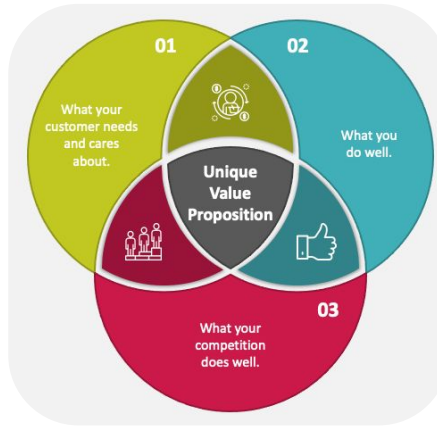 01
What your
customer needs
and cares
about.
02
What you
do well.
Unique
Value
Proposition
03
What your
competition
does well.